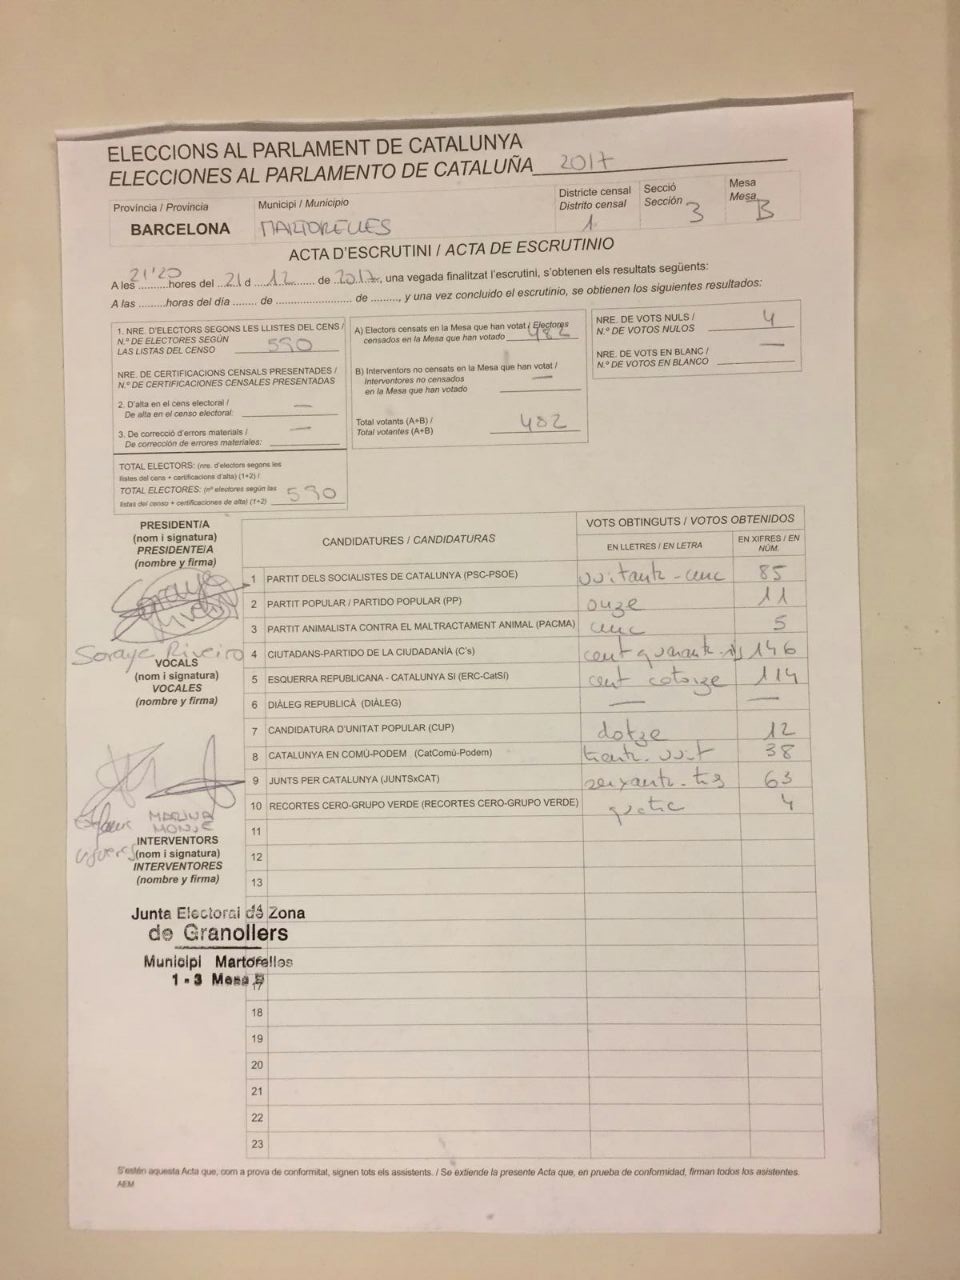 ELECCIONS AL PARLAMENT DE CATALUNYA
ELECCIONES AL PARLAMENTO DE CATALUÑA 2017
Província / Provincia
Municipi / Municipio
Districte censal
Distrito censal
Secció
Sección
Mesa
Mesa
BARCELONA
MARTORELLES
1
3
B
ACTA D'ESCRUTINI / ACTA DE ESCRUTINIO
A les 21'20 hores del 21 d 12 de 2017, una vegada finalitzat l'escrutini, s'obtenen els resultats següents:
A las .........horas del día ....... de ...................... de ........, y una vez concluido el escrutinio, se obtienen los siguientes resultados:
1. NRE. D'ELECTORS SEGONS LES LLISTES DEL CENS /
N.º DE ELECTORES SEGÚN
LAS LISTAS DEL CENSO 590
NRE. DE CERTIFICACIONS CENSALS PRESENTADES /
N.º DE CERTIFICACIONES CENSALES PRESENTADAS
2. D'alta en el cens electoral / —
De alta en el censo electoral:
3. De correcció d'errors materials / —
De corrección de errores materiales:
TOTAL ELECTORS: (nre. d'electors segons les
llistes del cens + certificacions d'alta) (1+2) /
TOTAL ELECTORES: (nº electores según las
listas del censo + certificaciones de alta) (1+2) 590
A) Electors censats en la Mesa que han votat / Electores
censados en la Mesa que han votado 482
B) Interventors no censats en la Mesa que han votat /
Interventores no censados —
en la Mesa que han votado
Total votants (A+B) /
Total votantes (A+B) 482
NRE. DE VOTS NULS /
N.º DE VOTOS NULOS 4
NRE. DE VOTS EN BLANC / —
N.º DE VOTOS EN BLANCO
PRESIDENT/A
(nom i signatura)
PRESIDENTE/A
(nombre y firma)
Soraya Riveiro
VOCALS
(nom i signatura)
VOCALES
(nombre y firma)
MARINA
MONJE
INTERVENTORS
(nom i signatura)
INTERVENTORES
(nombre y firma)
CANDIDATURES / CANDIDATURAS
VOTS OBTINGUTS / VOTOS OBTENIDOS
EN LLETRES / EN LETRA
EN XIFRES / EN NÚM.
1 PARTIT DELS SOCIALISTES DE CATALUNYA (PSC-PSOE) vuitanta-cinc 85
2 PARTIT POPULAR / PARTIDO POPULAR (PP) onze 11
3 PARTIT ANIMALISTA CONTRA EL MALTRACTAMENT ANIMAL (PACMA) cinc 5
4 CIUTADANS-PARTIDO DE LA CIUDADANÍA (C's) cent quaranta-sis 146
5 ESQUERRA REPUBLICANA - CATALUNYA SÍ (ERC-CatSí) cent catorze 114
6 DIÀLEG REPUBLICÀ (DIÀLEG) — —
7 CANDIDATURA D'UNITAT POPULAR (CUP) dotze 12
8 CATALUNYA EN COMÚ-PODEM (CatComú-Podem) trenta-vuit 38
9 JUNTS PER CATALUNYA (JUNTSxCAT) seixanta-tres 63
10 RECORTES CERO-GRUPO VERDE (RECORTES CERO-GRUPO VERDE) quatre 4
11
12
13
14
Junta Electoral de Zona
de Granollers
Municipi Martorelles
1-3 Mesa B
17
18
19
20
21
22
23
S'estén aquesta Acta que, com a prova de conformitat, signen tots els assistents. / Se extiende la presente Acta que, en prueba de conformidad, firman todos los asistentes.
AEM